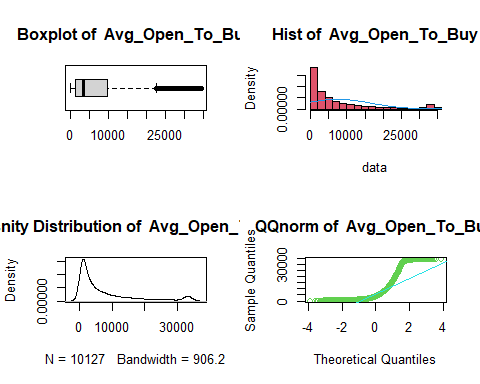 Boxplot of Avg_Open_To_Bu
0 10000 25000
Hist of Avg_Open_To_Buy
Density
0.00000
0 10000 25000
data
snity Distribution of Avg_Open_
Density
0.00000
0 10000 30000
N = 10127 Bandwidth = 906.2
QQnorm of Avg_Open_To_Bu
Sample Quantiles
0 30000
-4 -2 0 2 4
Theoretical Quantiles